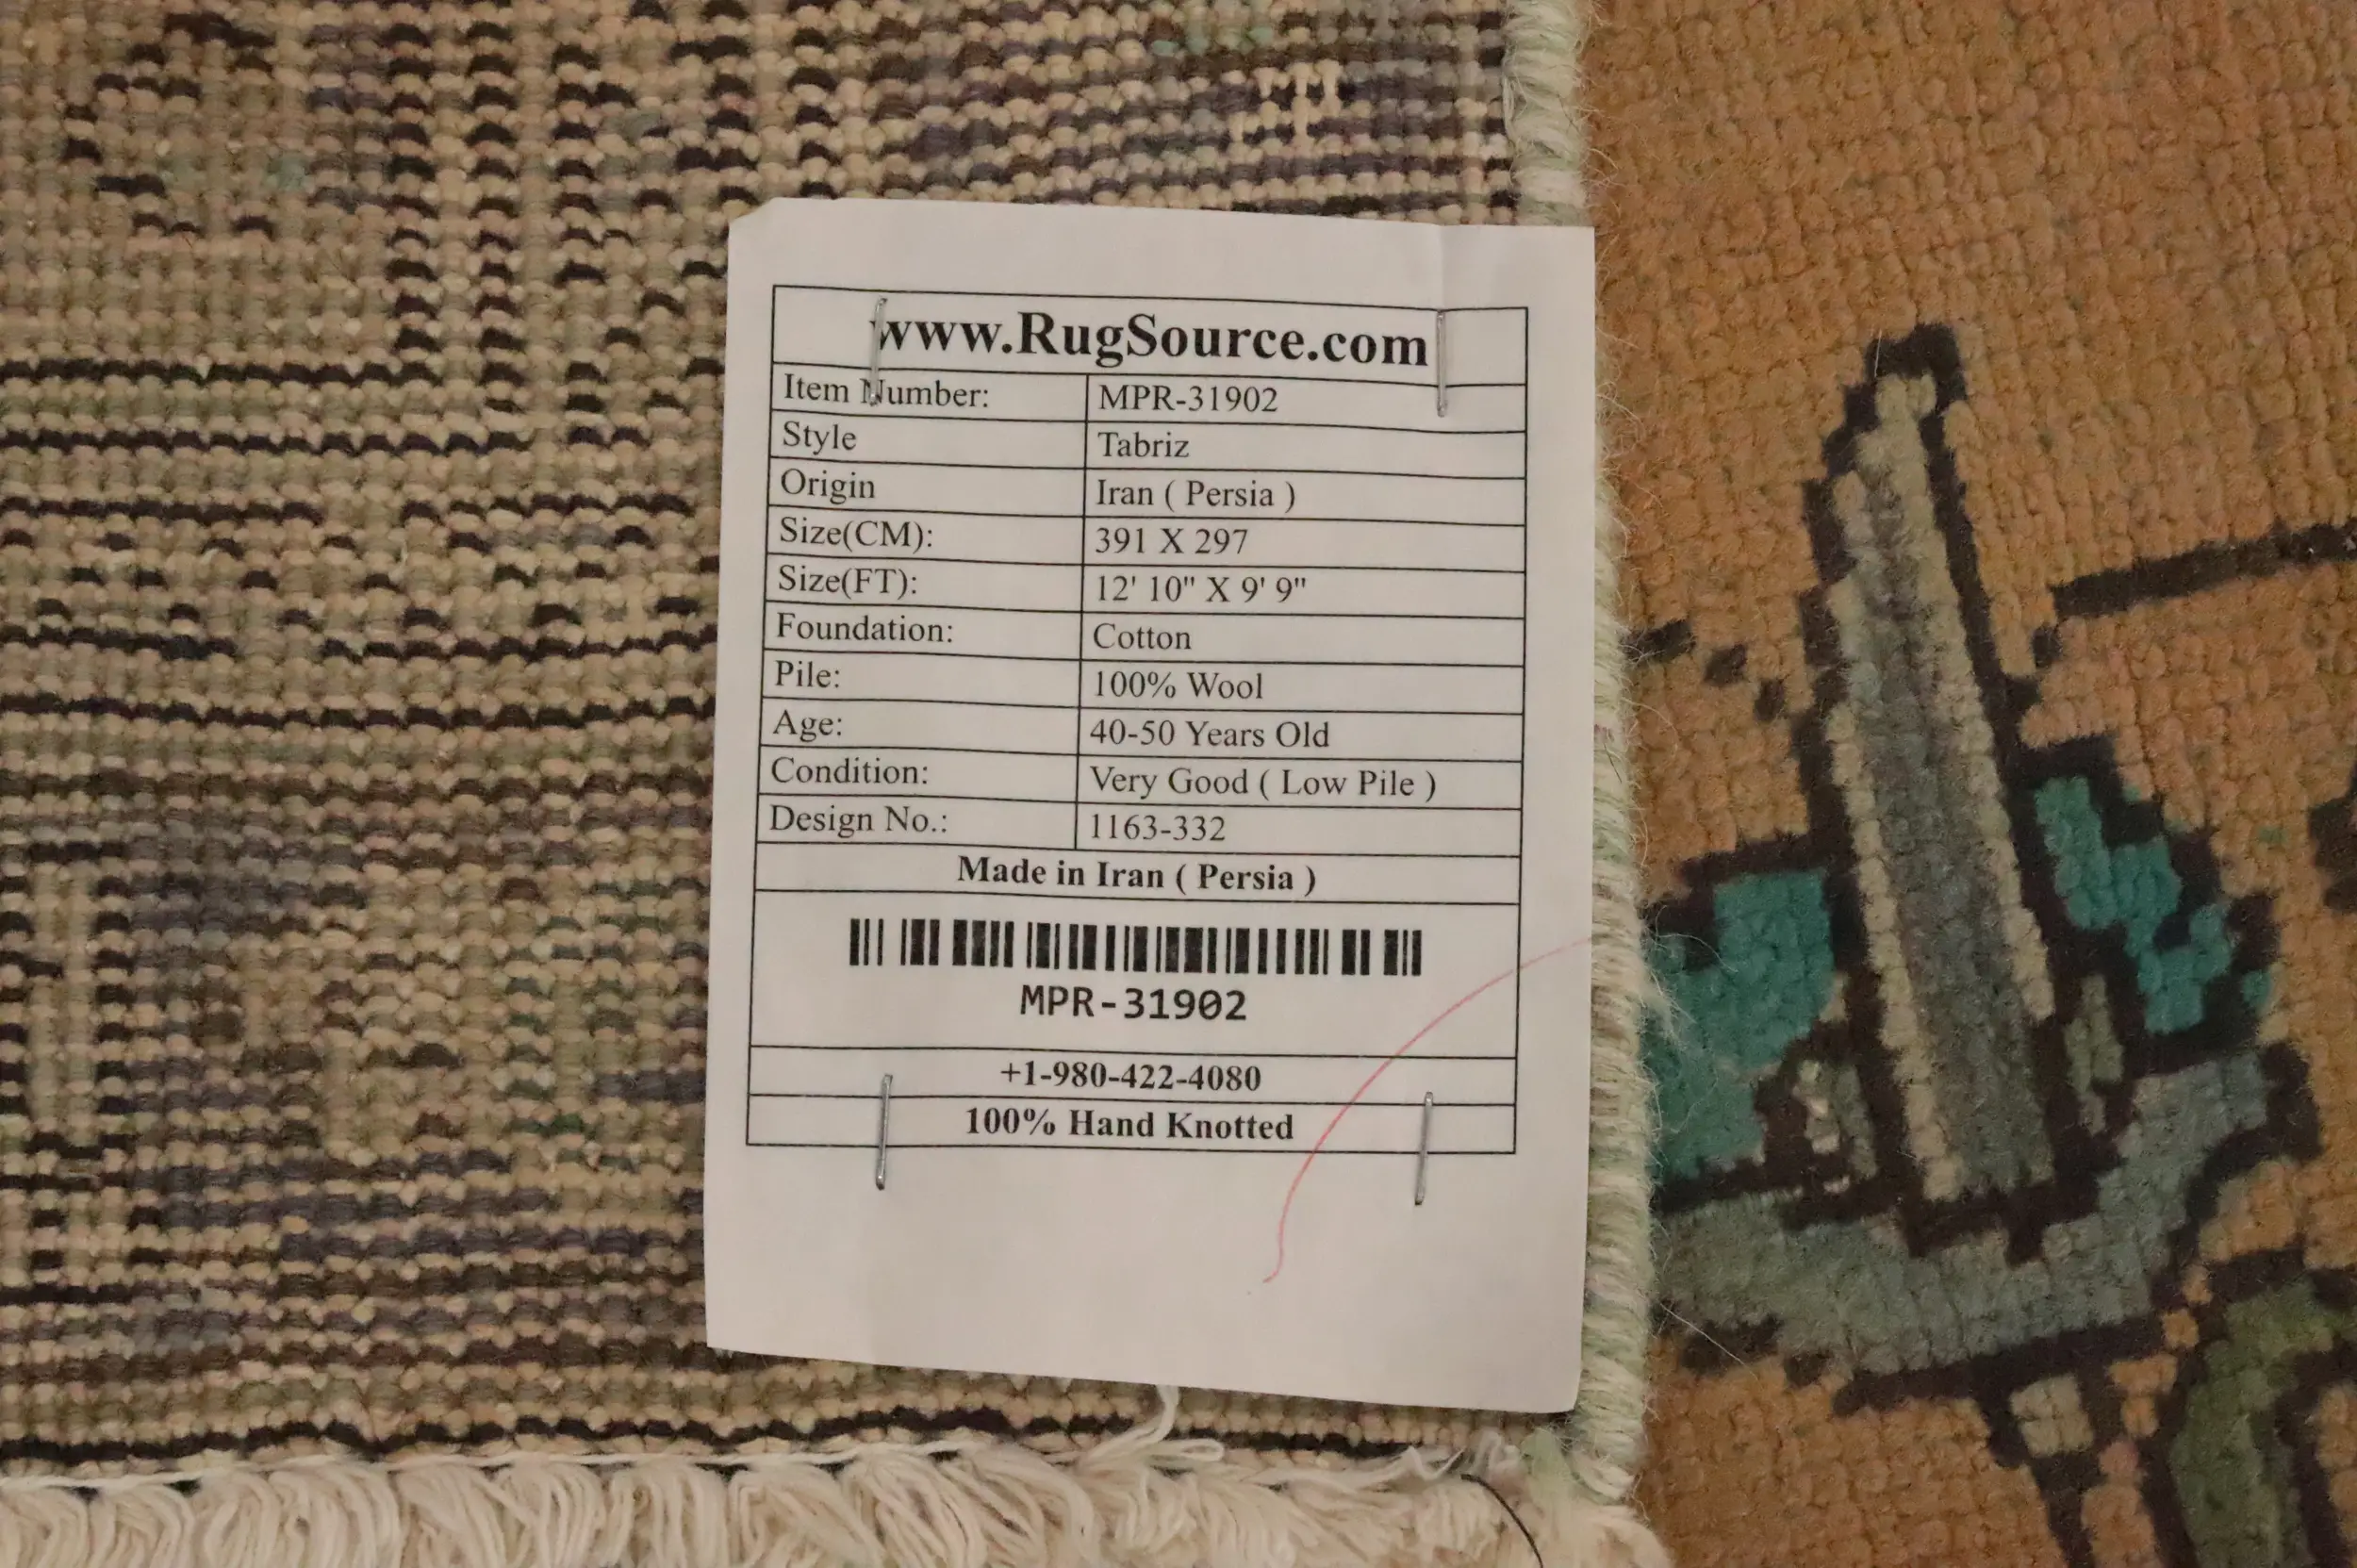 www.RugSource.com
Item Number: MPR-31902
Style Tabriz
Origin Iran ( Persia )
Size(CM): 391 X 297
Size(FT): 12' 10" X 9' 9"
Foundation: Cotton
Pile: 100% Wool
Age: 40-50 Years Old
Condition: Very Good ( Low Pile )
Design No.: 1163-332
Made in Iran ( Persia )
MPR-31902
+1-980-422-4080
100% Hand Knotted